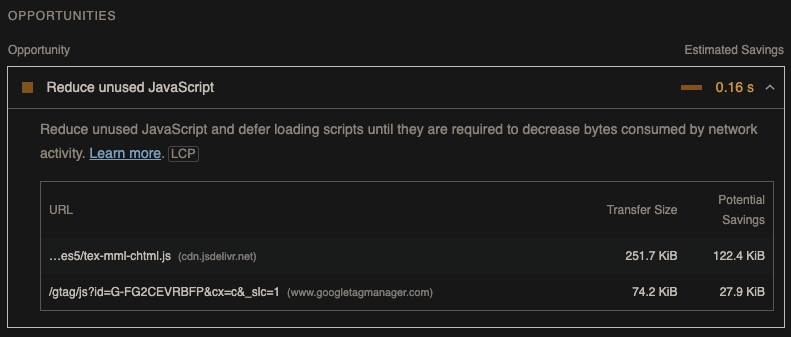 OPPORTUNITIES
Opportunity Estimated Savings
Reduce unused JavaScript 0.16 s
Reduce unused JavaScript and defer loading scripts until they are required to decrease bytes consumed by network
activity. Learn more. LCP
URL Transfer Size Potential Savings
…es5/tex-mml-chtml.js (cdn.jsdelivr.net) 251.7 KiB 122.4 KiB
/gtag/js?id=G-FG2CEVRBFP&cx=c&_slc=1 (www.googletagmanager.com) 74.2 KiB 27.9 KiB